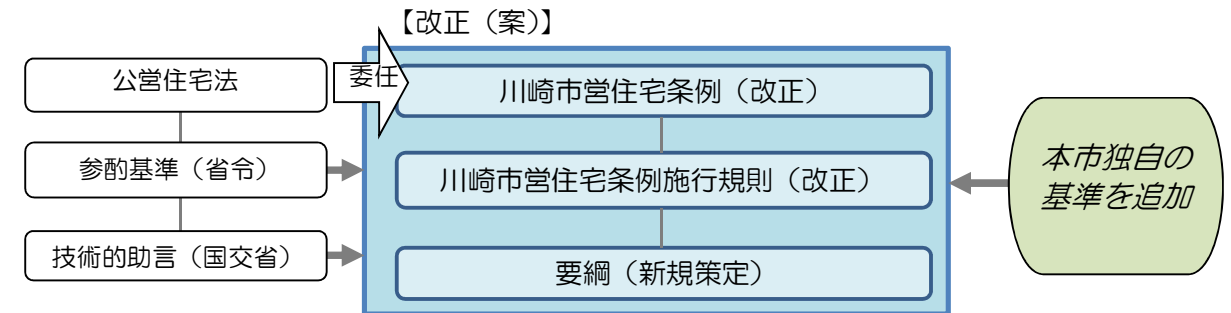 【改正（案）】
公営住宅法
委任
川崎市営住宅条例（改正）
参酌基準（省令）
川崎市営住宅条例施行規則（改正）
本市独自の
基準を追加
技術的助言（国交省）
要綱（新規策定）